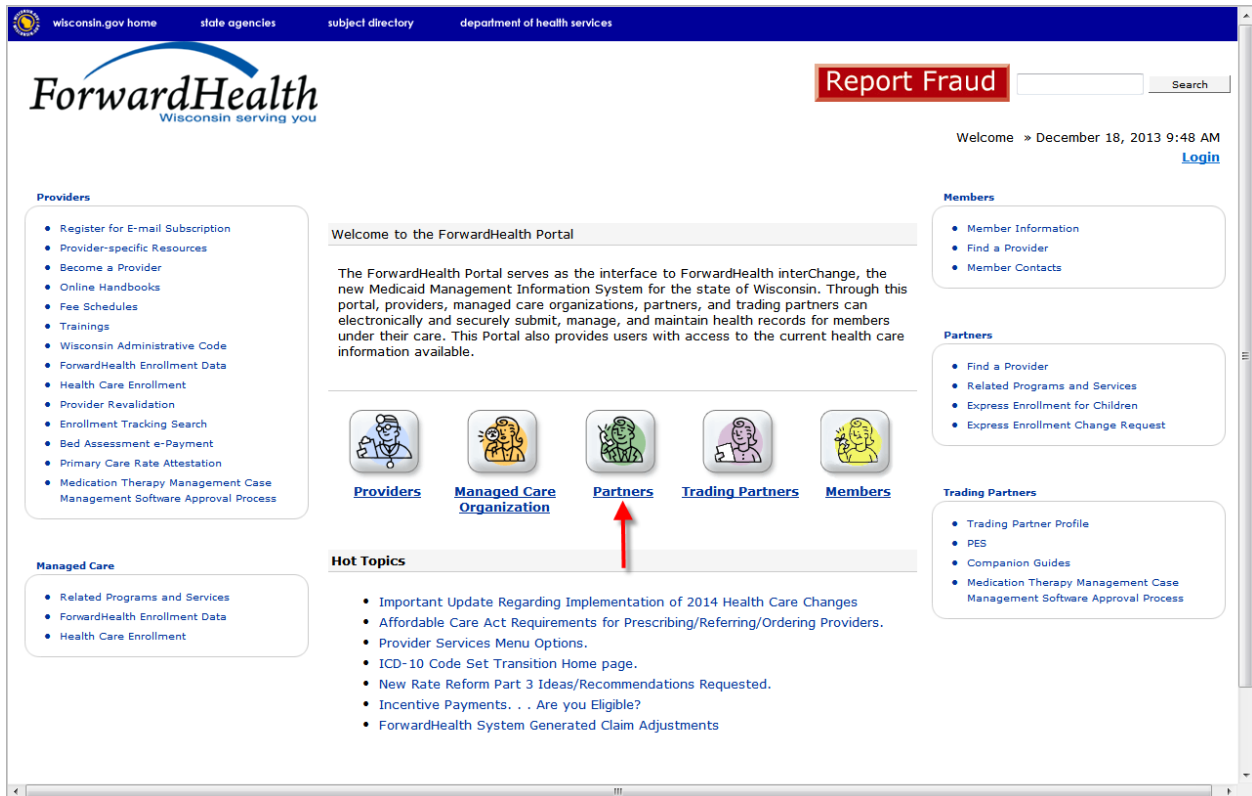 wisconsin.gov home state agencies subject directory department of health services
ForwardHealth
Wisconsin serving you
Report Fraud
Search
Welcome » December 18, 2013 9:48 AM
Login
Providers
Register for E-mail Subscription
Provider-specific Resources
Become a Provider
Online Handbooks
Fee Schedules
Trainings
Wisconsin Administrative Code
ForwardHealth Enrollment Data
Health Care Enrollment
Provider Revalidation
Enrollment Tracking Search
Bed Assessment e-Payment
Primary Care Rate Attestation
Medication Therapy Management Case
Management Software Approval Process
Managed Care
Related Programs and Services
ForwardHealth Enrollment Data
Health Care Enrollment
Welcome to the ForwardHealth Portal
The ForwardHealth Portal serves as the interface to ForwardHealth interChange, the
new Medicaid Management Information System for the state of Wisconsin. Through this
portal, providers, managed care organizations, partners, and trading partners can
electronically and securely submit, manage, and maintain health records for members
under their care. This Portal also provides users with access to the current health care
information available.
Providers
Managed Care
Organization
Partners
Trading Partners
Members
Hot Topics
Important Update Regarding Implementation of 2014 Health Care Changes
Affordable Care Act Requirements for Prescribing/Referring/Ordering Providers.
Provider Services Menu Options.
ICD-10 Code Set Transition Home page.
New Rate Reform Part 3 Ideas/Recommendations Requested.
Incentive Payments. . . Are you Eligible?
ForwardHealth System Generated Claim Adjustments
Members
Member Information
Find a Provider
Member Contacts
Partners
Find a Provider
Related Programs and Services
Express Enrollment for Children
Express Enrollment Change Request
Trading Partners
Trading Partner Profile
PES
Companion Guides
Medication Therapy Management Case
Management Software Approval Process